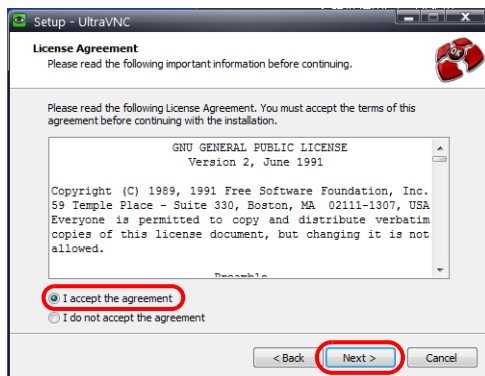 Setup - UltraVNC
License Agreement
Please read the following important information before continuing.
Please read the following License Agreement. You must accept the terms of this
agreement before continuing with the installation.
GNU GENERAL PUBLIC LICENSE
Version 2, June 1991
Copyright (C) 1989, 1991 Free Software Foundation, Inc.
59 Temple Place - Suite 330, Boston, MA 02111-1307, USA
Everyone is permitted to copy and distribute verbatim
copies of this license document, but changing it is not
allowed.
Preamble
I accept the agreement
I do not accept the agreement
< Back
Next >
Cancel